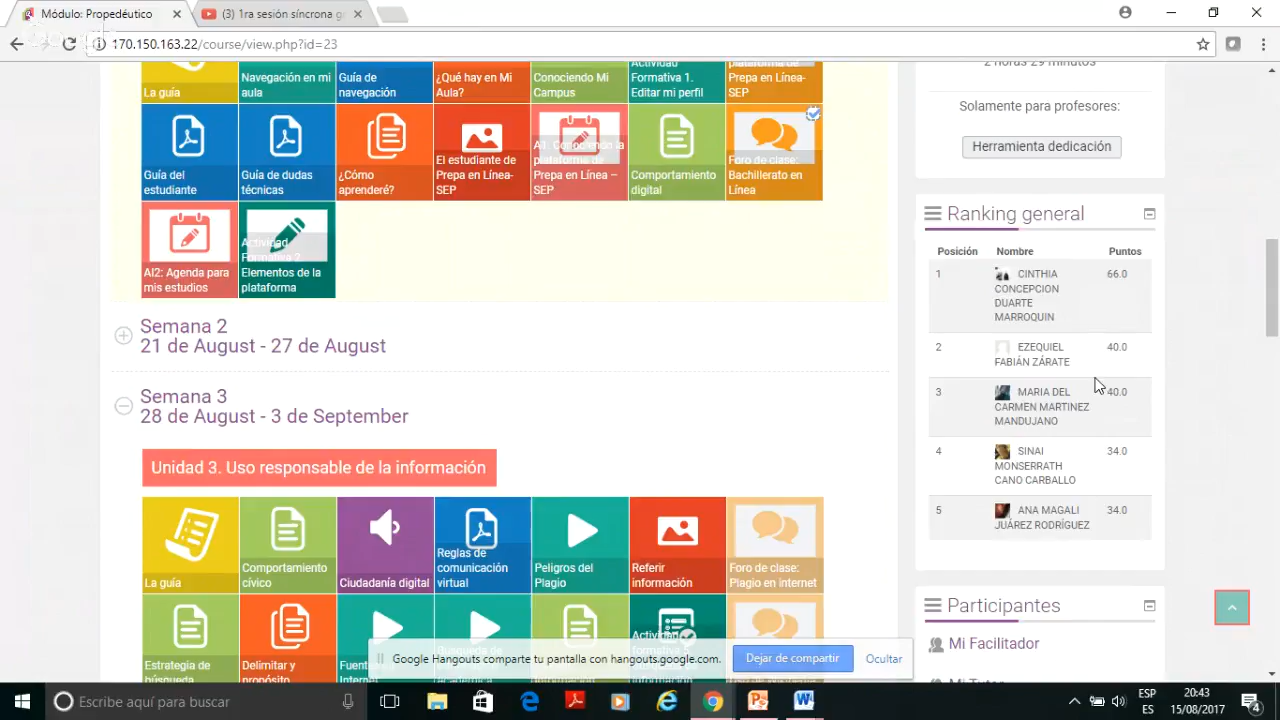 Módulo: Propedéutico
(3) 1ra sesión síncrona ge
170.150.163.22/course/view.php?id=23
La guía
Navegación en mi
aula
Guía de
navegación
¿Qué hay en Mi
Aula?
Conociendo Mi
Campus
Actividad
Formativa 1.
Editar mi perfil
plataforma de
Prepa en Línea-
SEP
Guía del
estudiante
Guía de dudas
técnicas
¿Cómo
aprenderé?
El estudiante de
Prepa en Línea-
SEP
A1. Conociendo la
plataforma de
Prepa en Línea –
SEP
Comportamiento
digital
Foro de clase:
Bachillerato en
Línea
AI2: Agenda para
mis estudios
Actividad
Formativa 2.
Elementos de la
plataforma
Semana 2
21 de August - 27 de August
Semana 3
28 de August - 3 de September
Unidad 3. Uso responsable de la información
La guía
Comportamiento
cívico
Ciudadanía digital
Reglas de
comunicación
virtual
Peligros del
Plagio
Referir
información
Foro de clase:
Plagio en internet
Estrategia de
búsqueda
Delimitar y
propósito
2 horas 29 minutos
Solamente para profesores:
Herramienta dedicación
Ranking general
Posición Nombre Puntos
1 CINTHIA 66.0
CONCEPCION
DUARTE
MARROQUIN
2 EZEQUIEL 40.0
FABIÁN ZÁRATE
3 MARIA DEL 40.0
CARMEN MARTINEZ
MANDUJANO
4 SINAI 34.0
MONSERRATH
CANO CARBALLO
5 ANA MAGALI 34.0
JUÁREZ RODRÍGUEZ
Participantes
Mi Facilitador
Google Hangouts comparte tu pantalla con hangouts.google.com.
Dejar de compartir
Ocultar
Escribe aquí para buscar
ESP
ES
20:43
15/08/2017
4